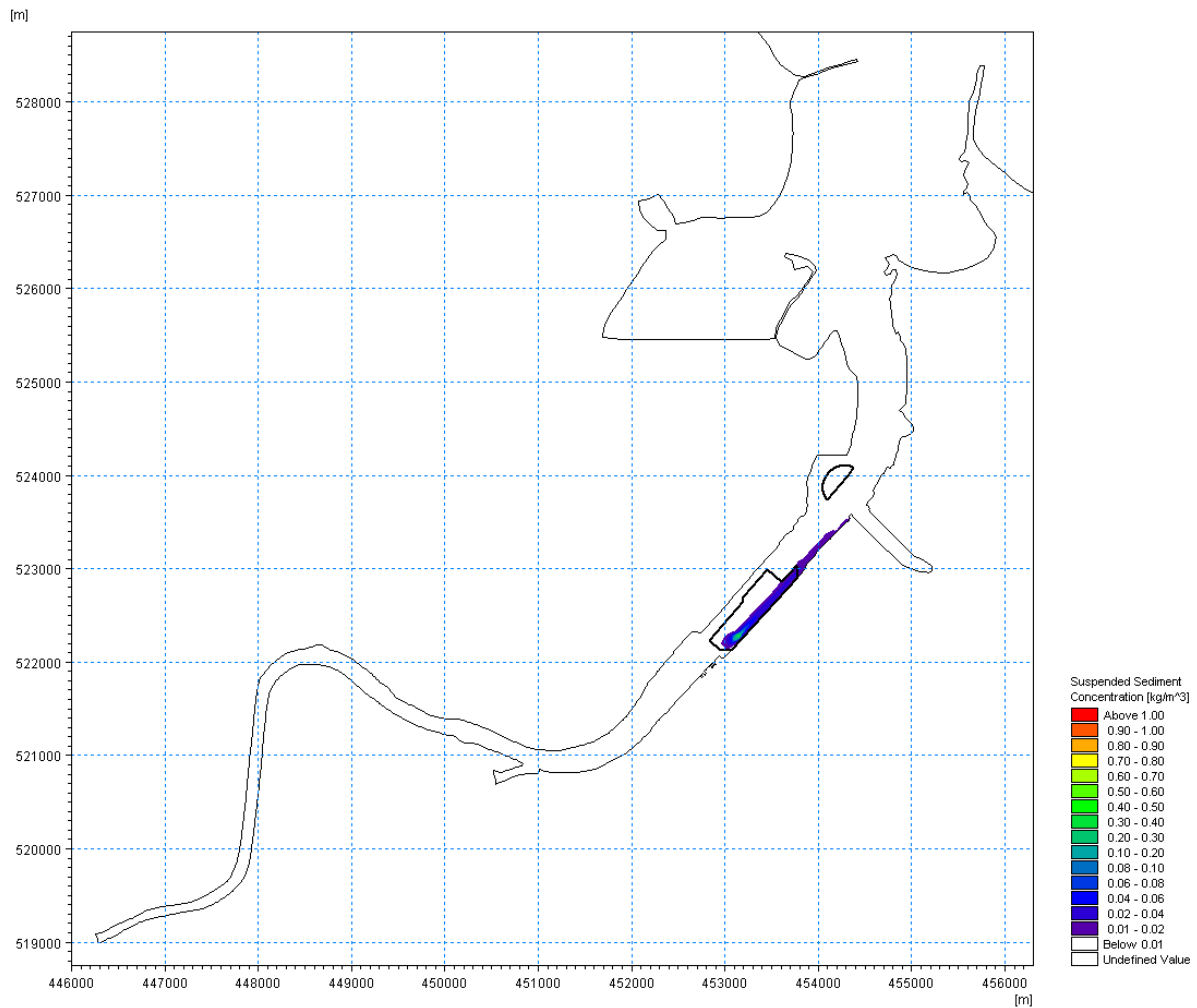 [m]
528000
527000
526000
525000
524000
523000
522000
521000
520000
519000
446000 447000 448000 449000 450000 451000 452000 453000 454000 455000 456000
[m]
Suspended Sediment
Concentration [kg/m^3]
Above 1.00
0.90 - 1.00
0.80 - 0.90
0.70 - 0.80
0.60 - 0.70
0.50 - 0.60
0.40 - 0.50
0.30 - 0.40
0.20 - 0.30
0.10 - 0.20
0.08 - 0.10
0.06 - 0.08
0.04 - 0.06
0.02 - 0.04
0.01 - 0.02
Below 0.01
Undefined Value